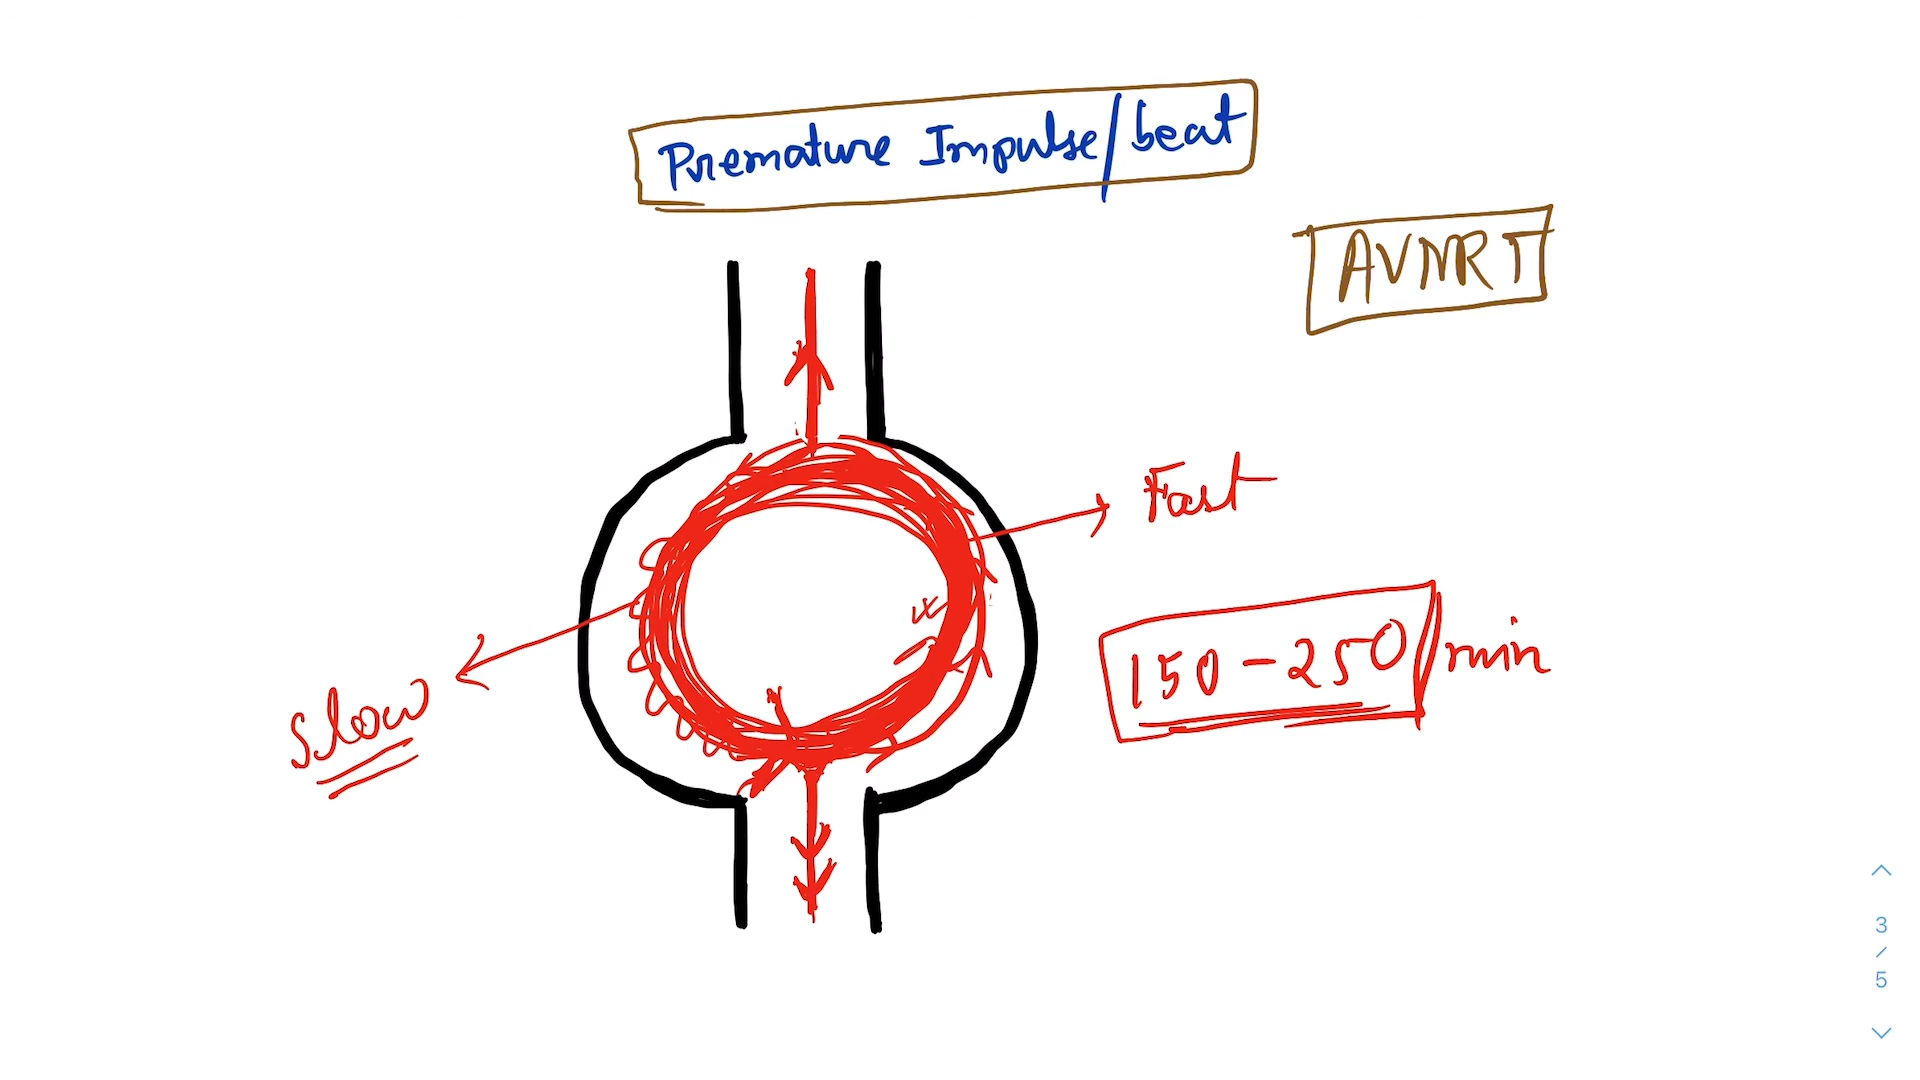 Premature Impulse/beat
AVNRT
Fast
150-250/min
Slow
3
/
5